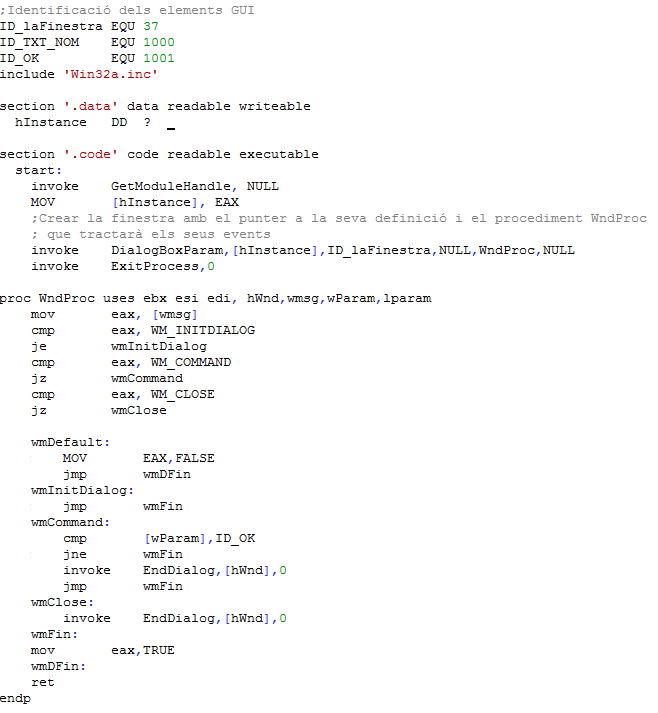 ;Identificació dels elements GUI
ID_laFinestra EQU 37
ID_TXT_NOM    EQU 1000
ID_OK         EQU 1001
include 'Win32a.inc'

section '.data' data readable writeable
  hInstance   DD  ?  _

section '.code' code readable executable
  start:
    invoke    GetModuleHandle, NULL
    MOV       [hInstance], EAX
    ;Crear la finestra amb el punter a la seva definició i el procediment WndProc
    ; que tractarà els seus events
    invoke    DialogBoxParam,[hInstance],ID_laFinestra,NULL,WndProc,NULL
    invoke    ExitProcess,0

proc WndProc uses ebx esi edi, hWnd,wmsg,wParam,lparam
    mov       eax, [wmsg]
    cmp       eax, WM_INITDIALOG
    je        wmInitDialog
    cmp       eax, WM_COMMAND
    jz        wmCommand
    cmp       eax, WM_CLOSE
    jz        wmClose

    wmDefault:
        MOV       EAX,FALSE
        jmp       wmDFin
    wmInitDialog:
        jmp       wmFin
    wmCommand:
        cmp       [wParam],ID_OK
        jne       wmFin
        invoke    EndDialog,[hWnd],0
        jmp       wmFin
    wmClose:
        invoke    EndDialog,[hWnd],0
    wmFin:
    mov       eax,TRUE
    wmDFin:
    ret
endp